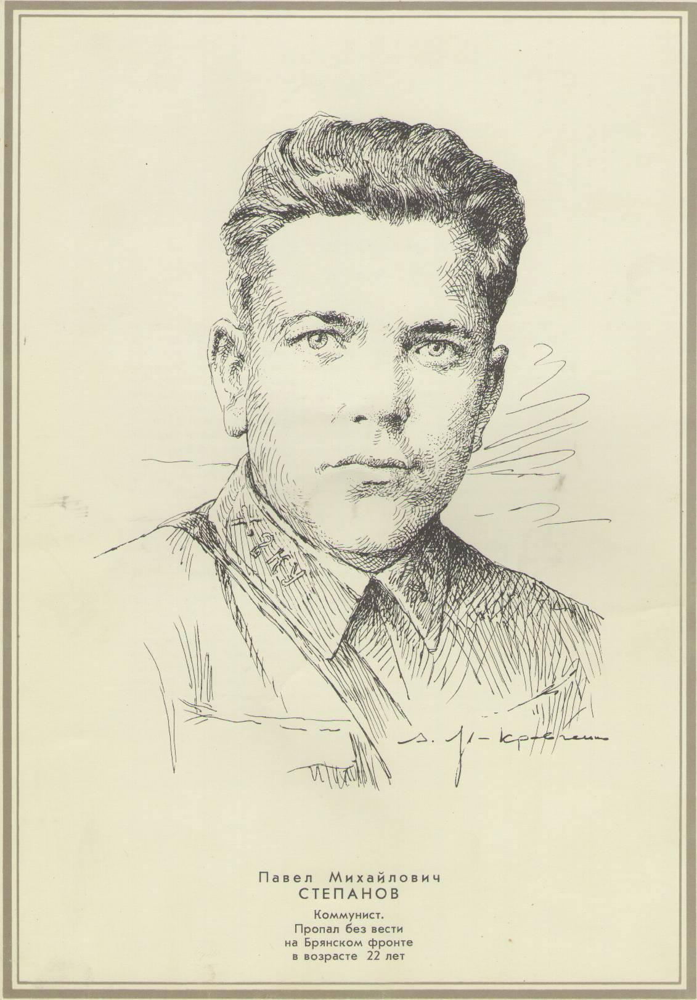 Павел Михайлович
СТЕПАНОВ
Коммунист.
Пропал без вести
на Брянском фронте
в возрасте 22 лет